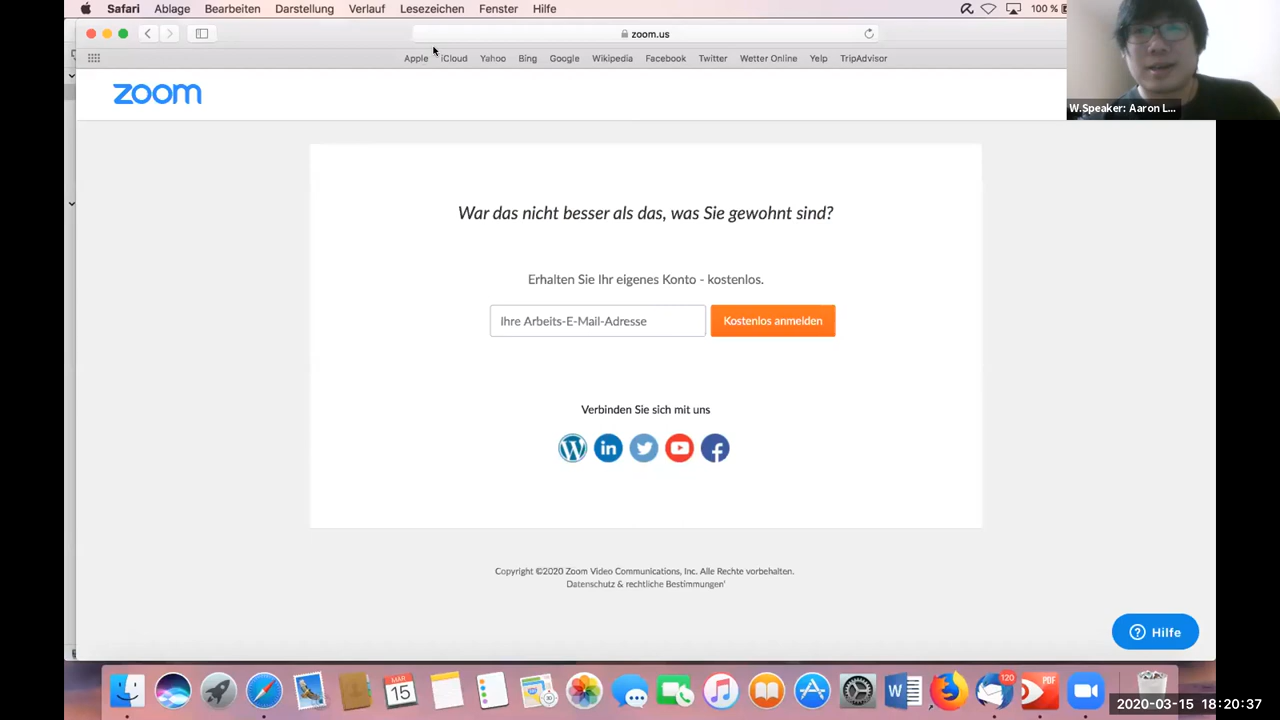 Safari Ablage Bearbeiten Darstellung Verlauf Lesezeichen Fenster Hilfe 100 %
zoom.us
Apple iCloud Yahoo Bing Google Wikipedia Facebook Twitter Wetter Online Yelp TripAdvisor
zoom
W.Speaker: Aaron L...
War das nicht besser als das, was Sie gewohnt sind?
Erhalten Sie Ihr eigenes Konto - kostenlos.
Ihre Arbeits-E-Mail-Adresse Kostenlos anmelden
Verbinden Sie sich mit uns
Copyright ©2020 Zoom Video Communications, Inc. Alle Rechte vorbehalten.
Datenschutz & rechtliche Bestimmungen'
Hilfe
MAR
15
120
PDF
2020-03-15 18:20:37